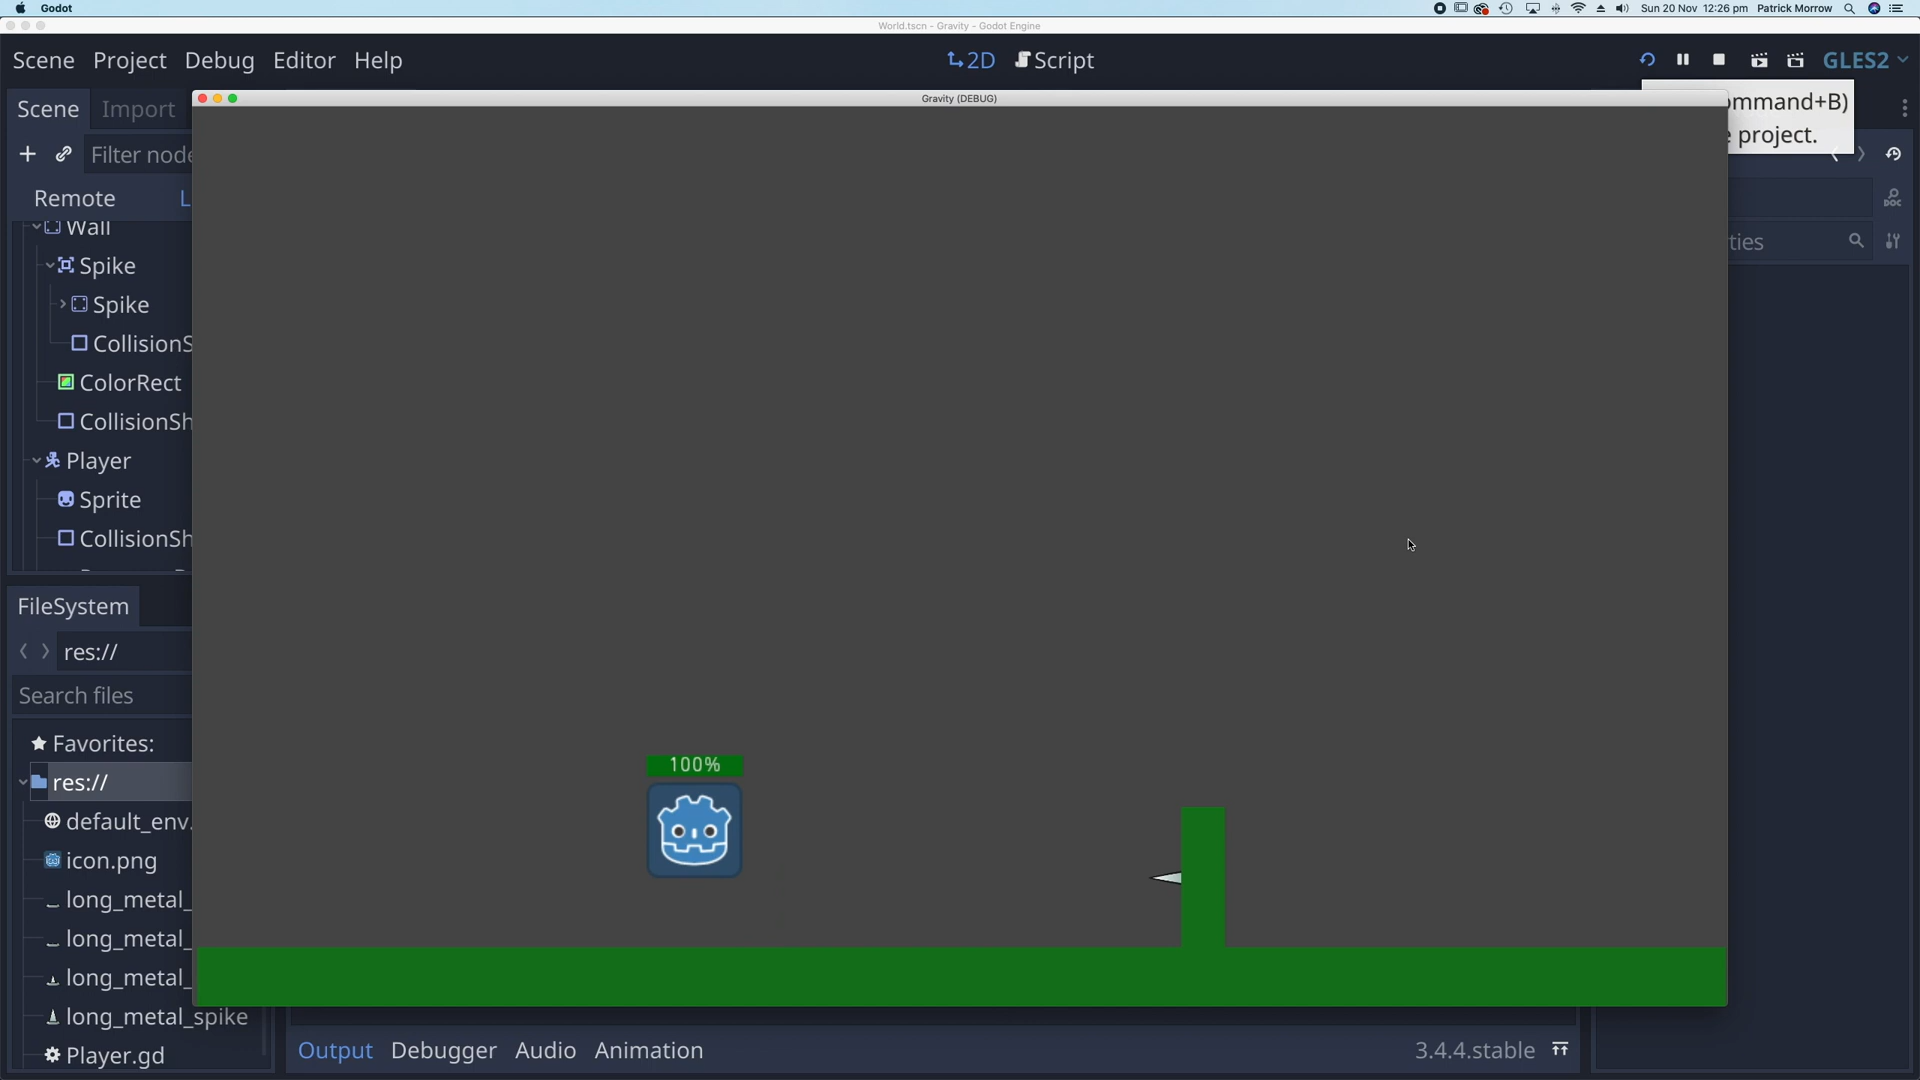 Godot
Sun 20 Nov 12:26 pm Patrick Morrow
World.tscn - Gravity - Godot Engine
Scene Project Debug Editor Help
2D Script
GLES2
Scene Import
Gravity (DEBUG)
ommand+B)
project.
Filter node
Remote L
DOC
ties
Wall
Spike
Spike
CollisionS
ColorRect
CollisionSh
Player
Sprite
CollisionSh
FileSystem
res://
Search files
Favorites:
res://
default_env.
icon.png
long_metal_
long_metal_
long_metal_
long_metal_spike
Player.gd
100%
Output Debugger Audio Animation
3.4.4.stable